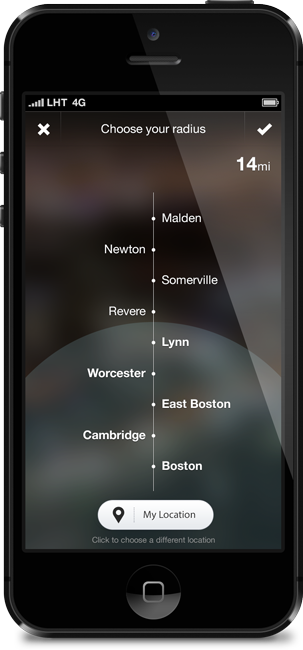 LHT 4G
Choose your radius
14mi
Malden
Newton
Somerville
Revere
Lynn
Worcester
East Boston
Cambridge
Boston
My Location
Click to choose a different location